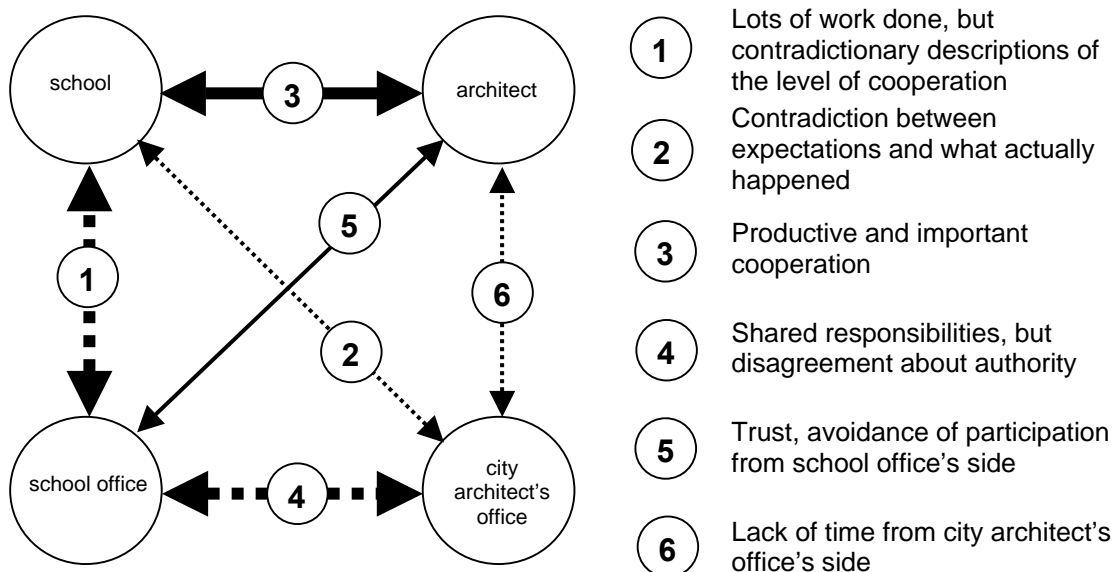 school
3
architect
1
5
6
2
school office
4
city
architect's
office
1
Lots of work done, but
contradictionary descriptions of
the level of cooperation
2
Contradiction between
expectations and what actually
happened
3
Productive and important
cooperation
4
Shared responsibilities, but
disagreement about authority
5
Trust, avoidance of participation
from school office's side
6
Lack of time from city architect's
office's side